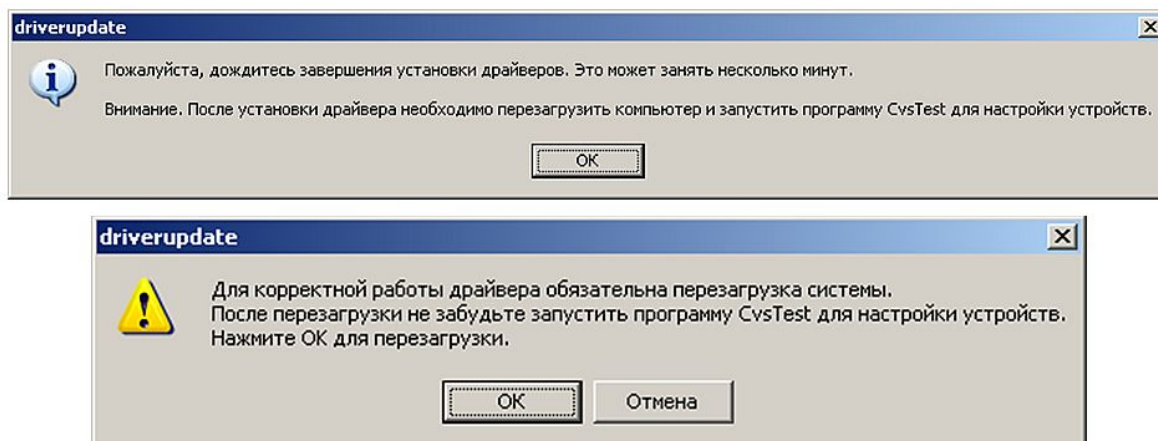 driverupdate
Пожалуйста, дождитесь завершения установки драйверов. Это может занять несколько минут.
Внимание. После установки драйвера необходимо перезагрузить компьютер и запустить программу CvsTest для настройки устройств.
OK
driverupdate
Для корректной работы драйвера обязательна перезагрузка системы.
После перезагрузки не забудьте запустить программу CvsTest для настройки устройств.
Нажмите ОК для перезагрузки.
OK
Отмена